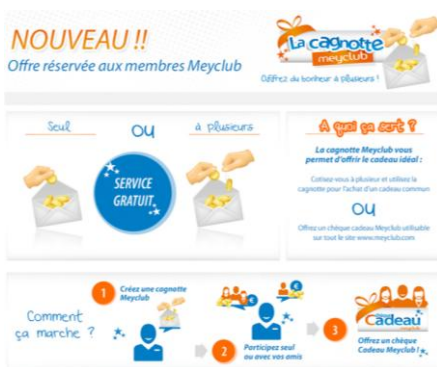 NOUVEAU !!
Offre réservée aux membres Meyclub
La cagnotte
meyclub
Offrez du bonheur à plusieurs !
Seul
OU
à plusieurs
SERVICE
GRATUIT
A quoi ça sert ?
La cagnotte Meyclub vous
permet d'offrir le cadeau idéal :
Cotisez-vous à plusieur et utilisez la
cagnotte pour l'achat d'un cadeau commun
OU
Offrez un chèque cadeau Meyclub utilisable
sur tout le site www.meyclub.com
Comment
ça marche ?
1
Créez une cagnotte
Meyclub
2
Participez seul
ou avec vos amis
3
Cadeau
meyclub
Offrez un chèque
Cadeau Meyclub !